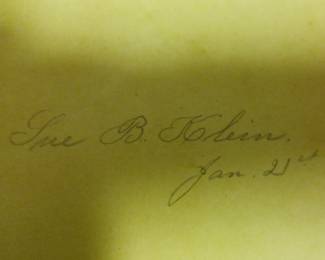 Sue B. Klein.
Jan. 21st